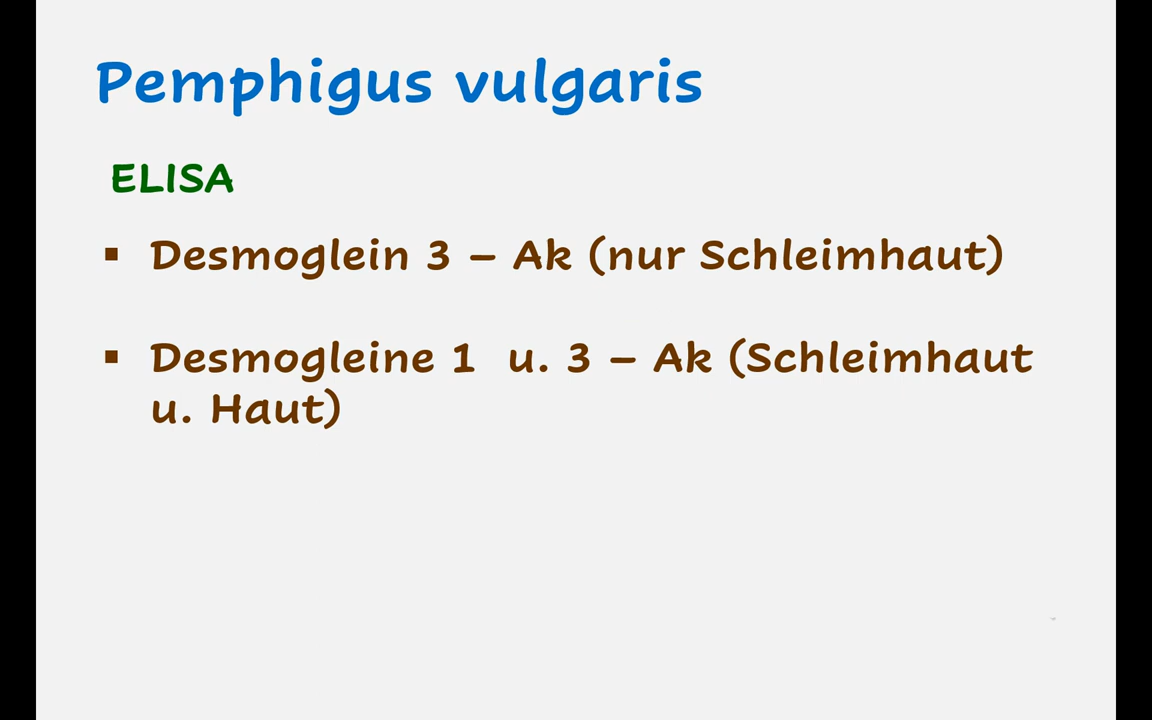 Pemphigus vulgaris
ELISA
▪ Desmoglein 3 – Ak (nur Schleimhaut)
▪ Desmogleine 1 u. 3 – Ak (Schleimhaut
u. Haut)